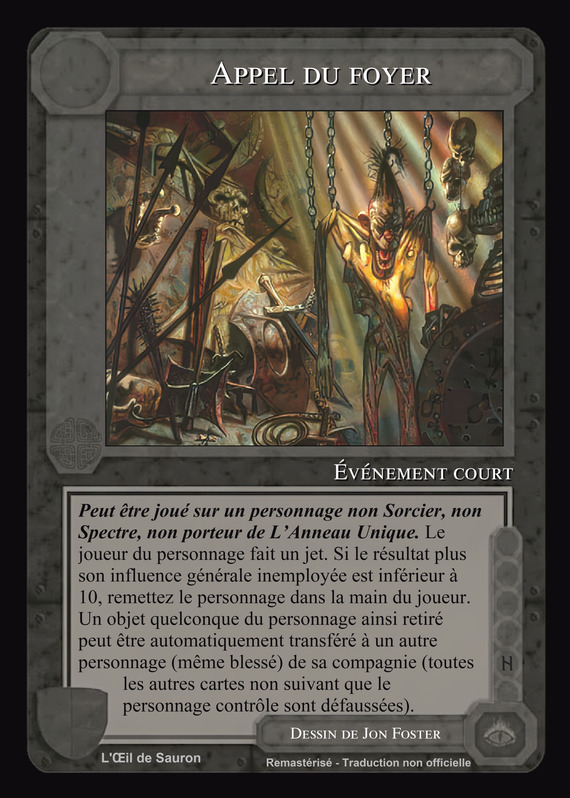 Appel du foyer
Événement court
Peut être joué sur un personnage non Sorcier, non
Spectre, non porteur de L'Anneau Unique. Le
joueur du personnage fait un jet. Si le résultat plus
son influence générale inemployée est inférieur à
10, remettez le personnage dans la main du joueur.
Un objet quelconque du personnage ainsi retiré
peut être automatiquement transféré à un autre
personnage (même blessé) de sa compagnie (toutes
les autres cartes non suivant que le
personnage contrôle sont défaussées).
Dessin de Jon Foster
L'Œil de Sauron
Remastérisé - Traduction non officielle